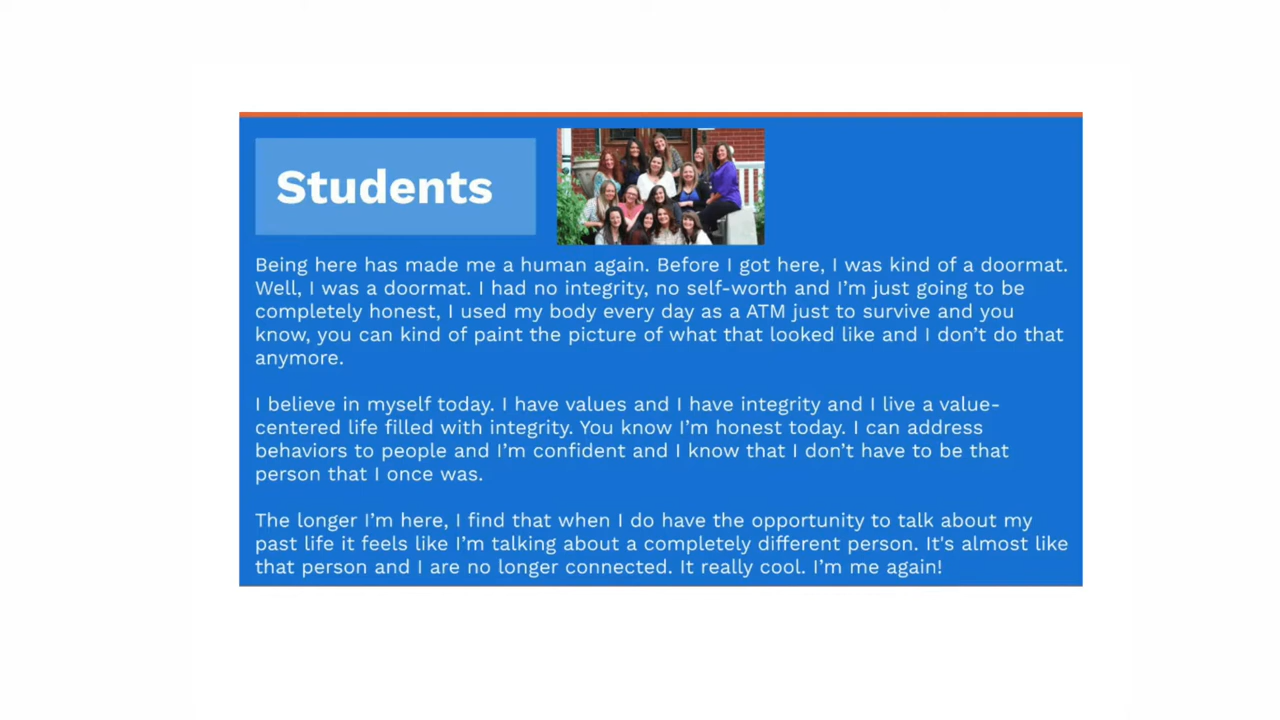 Students
Being here has made me a human again. Before I got here, I was kind of a doormat.
Well, I was a doormat. I had no integrity, no self-worth and I’m just going to be
completely honest, I used my body every day as a ATM just to survive and you
know, you can kind of paint the picture of what that looked like and I don’t do that
anymore.
I believe in myself today. I have values and I have integrity and I live a value-
centered life filled with integrity. You know I’m honest today. I can address
behaviors to people and I’m confident and I know that I don’t have to be that
person that I once was.
The longer I’m here, I find that when I do have the opportunity to talk about my
past life it feels like I’m talking about a completely different person. It's almost like
that person and I are no longer connected. It really cool. I’m me again!